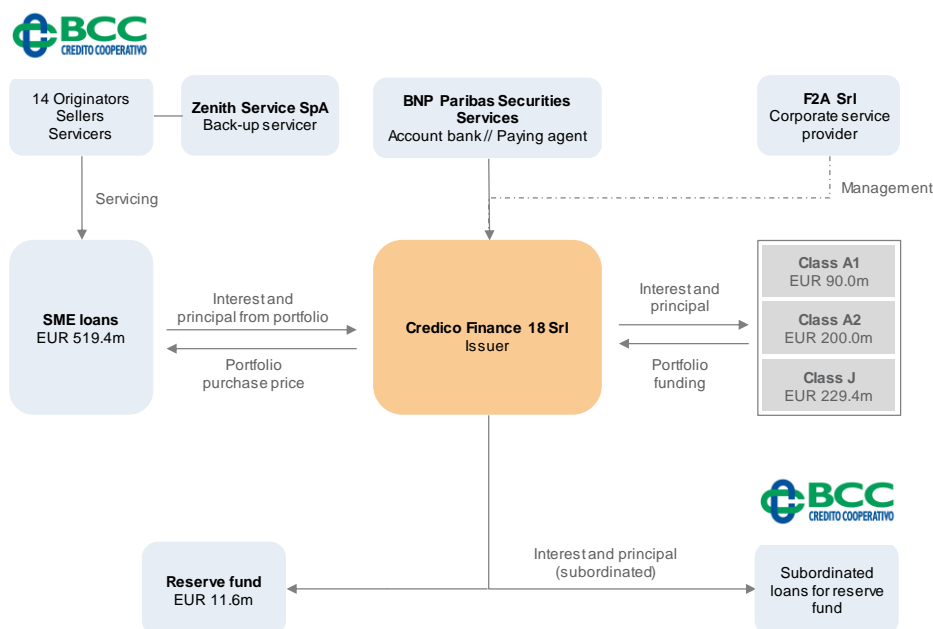 BCC
CREDITO COOPERATIVO
14 Originators
Sellers
Servicers
Zenith Service SpA
Back-up servicer
BNP Paribas Securities
Services
Account bank// Paying agent
F2A Srl
Corporate service
provider
Servicing
Management
SME loans
EUR 519.4m
Interest and
principal from portfolio
Portfolio
purchase price
Credico Finance 18 Srl
Issuer
Interest and
principal
Portfolio
funding
Class A1
EUR 90.0m
Class A2
EUR 200.0m
Class J
EUR 229.4m
BCC
CREDITO COOPERATIVO
Reserve fund
EUR 11.6m
Interest and principal
(subordinated)
Subordinated
loans for reserve
fund